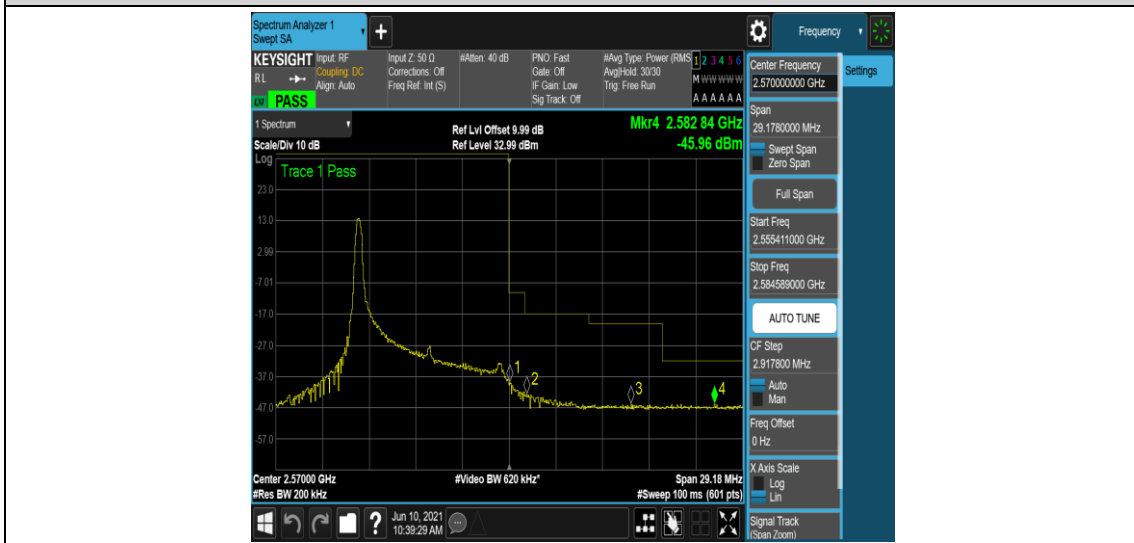 Spectrum Analyzer 1
Swept SA
+
Frequency
KEYSIGHT
RL
LXI
PASS
Input: RF
Coupling: DC
Align: Auto
Input Z: 50 Ω
Corrections: Off
Freq Ref: Int (S)
#Atten: 40 dB
PNO: Fast
Gate: Off
IF Gain: Low
Sig Track: Off
#Avg Type: Power (RMS
Avg|Hold: 30/30
Trig: Free Run
1 2 3 4 5 6
M W W W W W
A A A A A A
1 Spectrum
Scale/Div 10 dB
Ref Lvl Offset 9.99 dB
Ref Level 32.99 dBm
Mkr4 2.582 84 GHz
-45.96 dBm
Log
Trace 1 Pass
23.0
13.0
2.99
-7.01
-17.0
-27.0
-37.0
-47.0
-57.0
1
2
3
4
Center 2.57000 GHz
#Video BW 620 kHz*
Span 29.18 MHz
#Res BW 200 kHz
#Sweep 100 ms (601 pts)
Center Frequency
2.570000000 GHz
Settings
Span
29.1780000 MHz
Swept Span
Zero Span
Full Span
Start Freq
2.555411000 GHz
Stop Freq
2.584589000 GHz
AUTO TUNE
CF Step
2.917800 MHz
Auto
Man
Freq Offset
0 Hz
X Axis Scale
Log
Lin
Signal Track
(Span Zoom)
?
Jun 10, 2021
10:39:29 AM